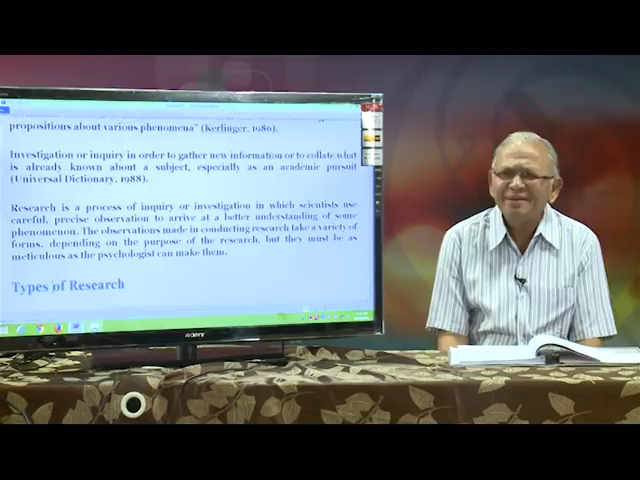 propositions about various phenomena" (Kerlinger, 1986).
Investigation or inquiry in order to gather new information or to collate what
is already known about a subject, especially as an academic pursuit
(Universal Dictionary, 1988).
Research is a process of inquiry or investigation in which scientists use
careful, precise observation to arrive at a better understanding of some
phenomenon. The observations made in conducting research take a variety of
forms, depending on the purpose of the research, but they must be as
meticulous as the psychologist can make them.
Types of Research
SONY